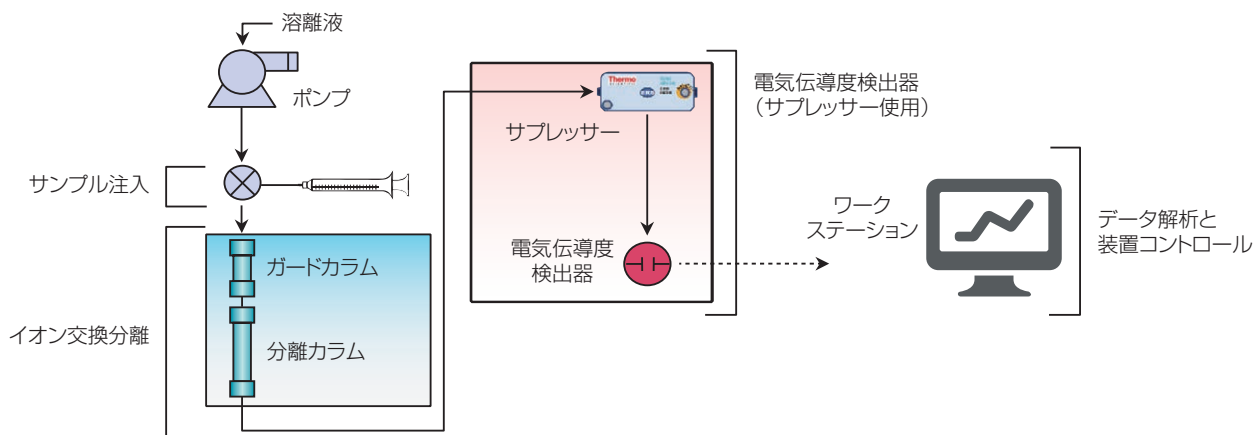 溶離液
ポンプ
サンプル注入
ガードカラム
分離カラム
イオン交換分離
Thermo
サプレッサー
電気伝導度
検出器
電気伝導度検出器
（サプレッサー使用）
ワーク
ステーション
データ解析と
装置コントロール